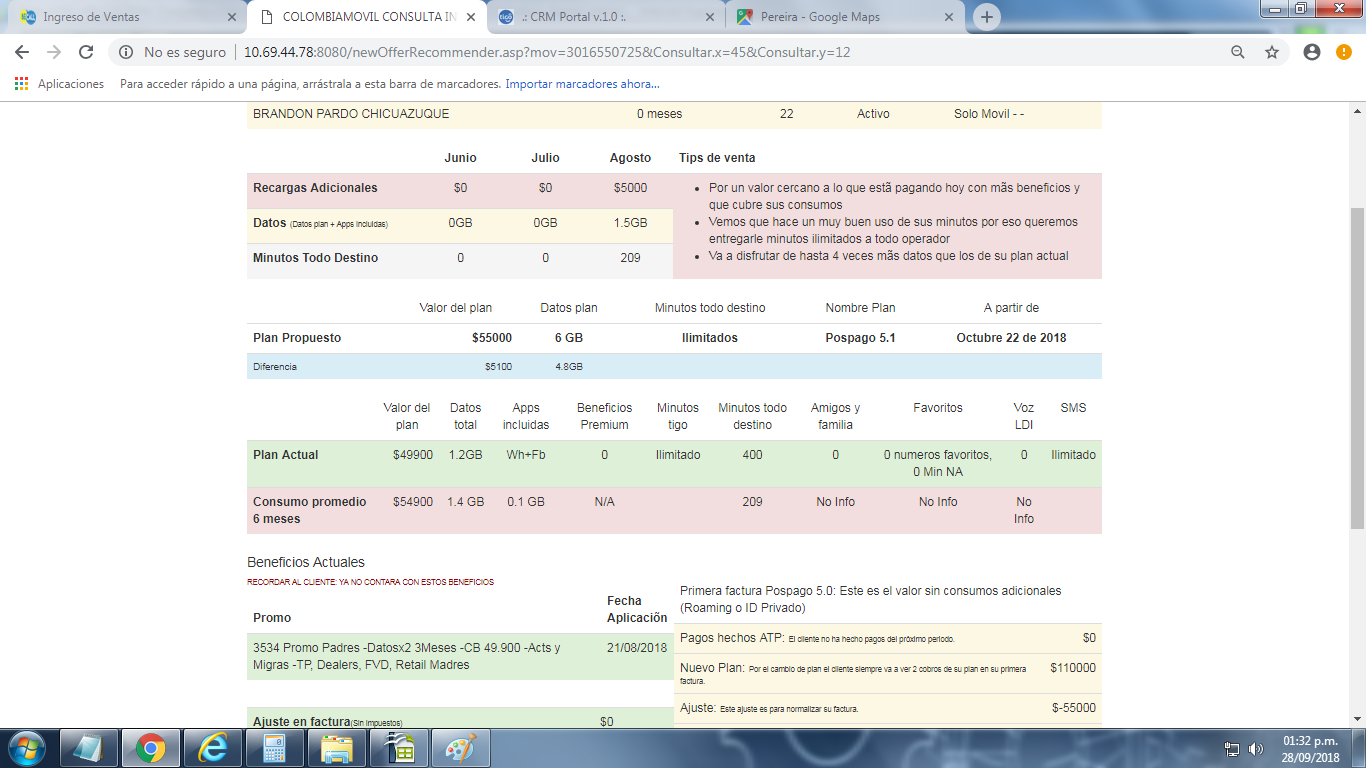 Ingreso de Ventas
COLOMBIAMOVIL CONSULTA IN
.: CRM Portal v.1.0 :.
Pereira - Google Maps
No es seguro | 10.69.44.78:8080/newOfferRecommender.asp?mov=3016550725&Consultar.x=45&Consultar.y=12
Aplicaciones Para acceder rápido a una página, arrástrala a esta barra de marcadores. Importar marcadores ahora...
BRANDON PARDO CHICUAZUQUE 0 meses 22 Activo Solo Movil - -
Junio Julio Agosto Tips de venta
Recargas Adicionales $0 $0 $5000
Datos (Datos plan + Apps Incluidas) 0GB 0GB 1.5GB
Minutos Todo Destino 0 0 209
• Por un valor cercano a lo que estã pagando hoy con mãs beneficios y
que cubre sus consumos
• Vemos que hace un muy buen uso de sus minutos por eso queremos
entregarle minutos ilimitados a todo operador
• Va a disfrutar de hasta 4 veces mãs datos que los de su plan actual
Valor del plan Datos plan Minutos todo destino Nombre Plan A partir de
Plan Propuesto $55000 6 GB Ilimitados Pospago 5.1 Octubre 22 de 2018
Diferencia $5100 4.8GB
Valor del Datos Apps Beneficios Minutos Minutos todo Amigos y Favoritos Voz SMS
plan total incluidas Premium tigo destino familia LDI
Plan Actual $49900 1.2GB Wh+Fb 0 Ilimitado 400 0 0 numeros favoritos, 0 Ilimitado
0 Min NA
Consumo promedio $54900 1.4 GB 0.1 GB N/A 209 No Info No Info No
6 meses Info
Beneficios Actuales
RECORDAR AL CLIENTE: YA NO CONTARA CON ESTOS BENEFICIOS
Fecha
Promo Aplicación
3534 Promo Padres -Datosx2 3Meses -CB 49.900 -Acts y 21/08/2018
Migras -TP, Dealers, FVD, Retail Madres
Ajuste en factura(Sin Impuestos) $0
Primera factura Pospago 5.0: Este es el valor sin consumos adicionales
(Roaming o ID Privado)
Pagos hechos ATP: El cliente no ha hecho pagos del próximo periodo. $0
Nuevo Plan: Por el cambio de plan el cliente siempre va a ver 2 cobros de su plan en su primera $110000
factura.
Ajuste: Este ajuste es para normalizar su factura. $-55000
01:32 p.m.
28/09/2018